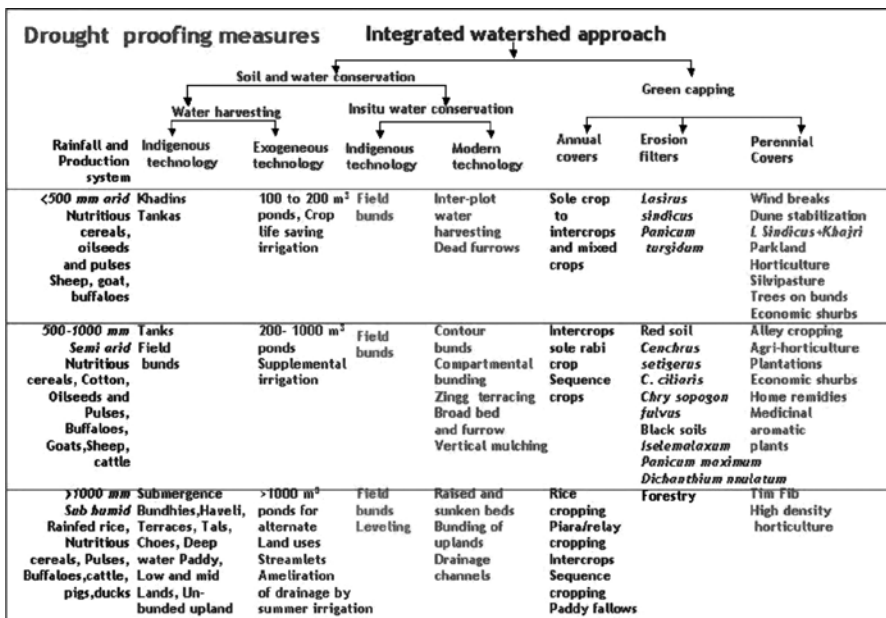 Drought proofing measures
Integrated watershed approach
Soil and water conservation
Green capping
Water harvesting
Insitu water conservation
Rainfall and
Production
system
Indigenous
technology
Exogeneous
technology
Indigenous
technology
Modern
technology
Annual
covers
Erosion
filters
Perennial
Covers
<500 mm arid
Nutritious
cereals,
oilseeds
and pulses
Sheep, goat,
buffaloes
Khadins
Tankas
100 to 200 m³
ponds, Crop
life saving
irrigation
Field
bunds
Inter-plot
water
harvesting
Dead furrows
Sole crop
to
intercrops
and mixed
crops
Lasirus
sindicus
Panicum
turgidum
Wind breaks
Dune stabilization
L Sindicus+Khajri
Parkland
Horticulture
Silvipasture
Trees on bunds
Economic shurbs
500-1000 mm
Semi arid
Nutritious
cereals, Cotton,
Oilseeds and
Pulses,
Buffaloes,
Goats,Sheep,
cattle
Tanks
Field
bunds
200- 1000 m³
ponds
Supplemental
irrigation
Field
bunds
Contour
bunds
Compartmental
bunding
Zingg terracing
Broad bed
and furrow
Vertical mulching
Intercrops
sole rabi
crop
Sequence
crops
Red soil
Cenchrus
setigerus
C. ciliaris
Chry sopogon
fulvus
Black soils
Iselemalaxum
Panicum maximum
Dichanthium nnulatum
Alley cropping
Agri-horticulture
Plantations
Economic shurbs
Home remidies
Medicinal
aromatic
plants
>1000 mm
Sub humid
Rainfed rice,
Nutritious
cereals, Pulses,
Buffaloes,cattle,
pigs,ducks
Submergence
Bundhies,Haveli,
Terraces, Tals,
Choes, Deep
water Paddy,
Low and mid
Lands, Un-
bunded upland
>1000 m³
ponds for
alternate
Land uses
Streamlets
Ameliration
of drainage by
summer irrigation
Field
bunds
Leveling
Raised and
sunken beds
Bunding of
uplands
Drainage
channels
Rice
cropping
Piara/relay
cropping
Intercrops
Sequence
cropping
Paddy fallows
Forestry
Tim Fib
High density
horticulture